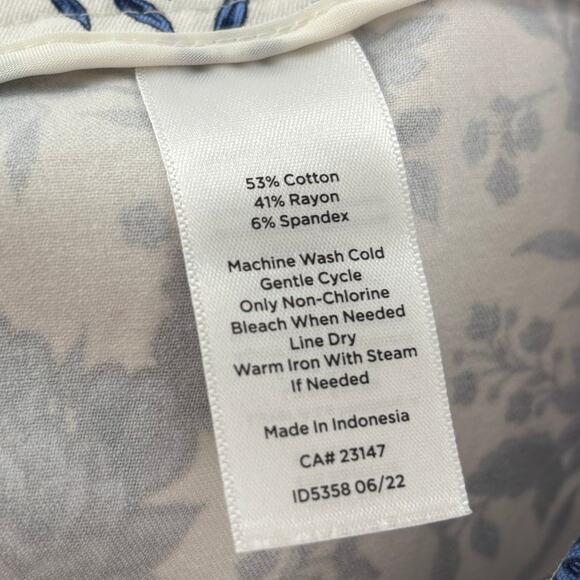 53% Cotton
41% Rayon
6% Spandex
Machine Wash Cold
Gentle Cycle
Only Non-Chlorine
Bleach When Needed
Line Dry
Warm Iron With Steam
If Needed
Made In Indonesia
CA# 23147
ID5358 06/22